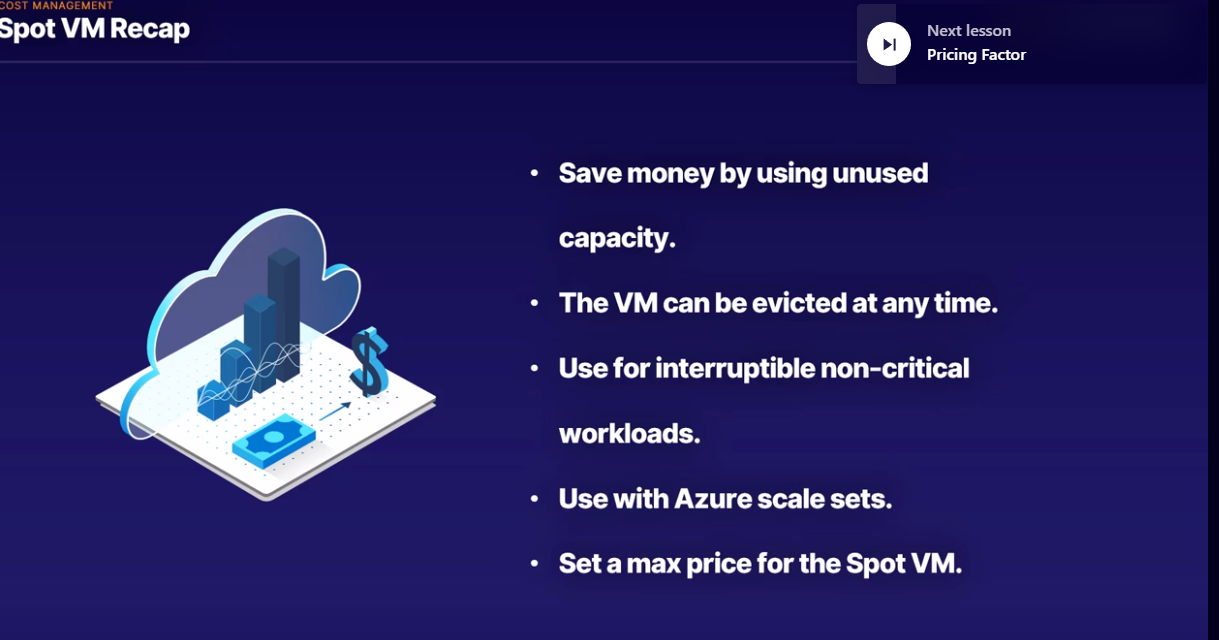 COST MANAGEMENT
Spot VM Recap
Next lesson
Pricing Factor
• Save money by using unused
capacity.
• The VM can be evicted at any time.
• Use for interruptible non-critical
workloads.
• Use with Azure scale sets.
• Set a max price for the Spot VM.